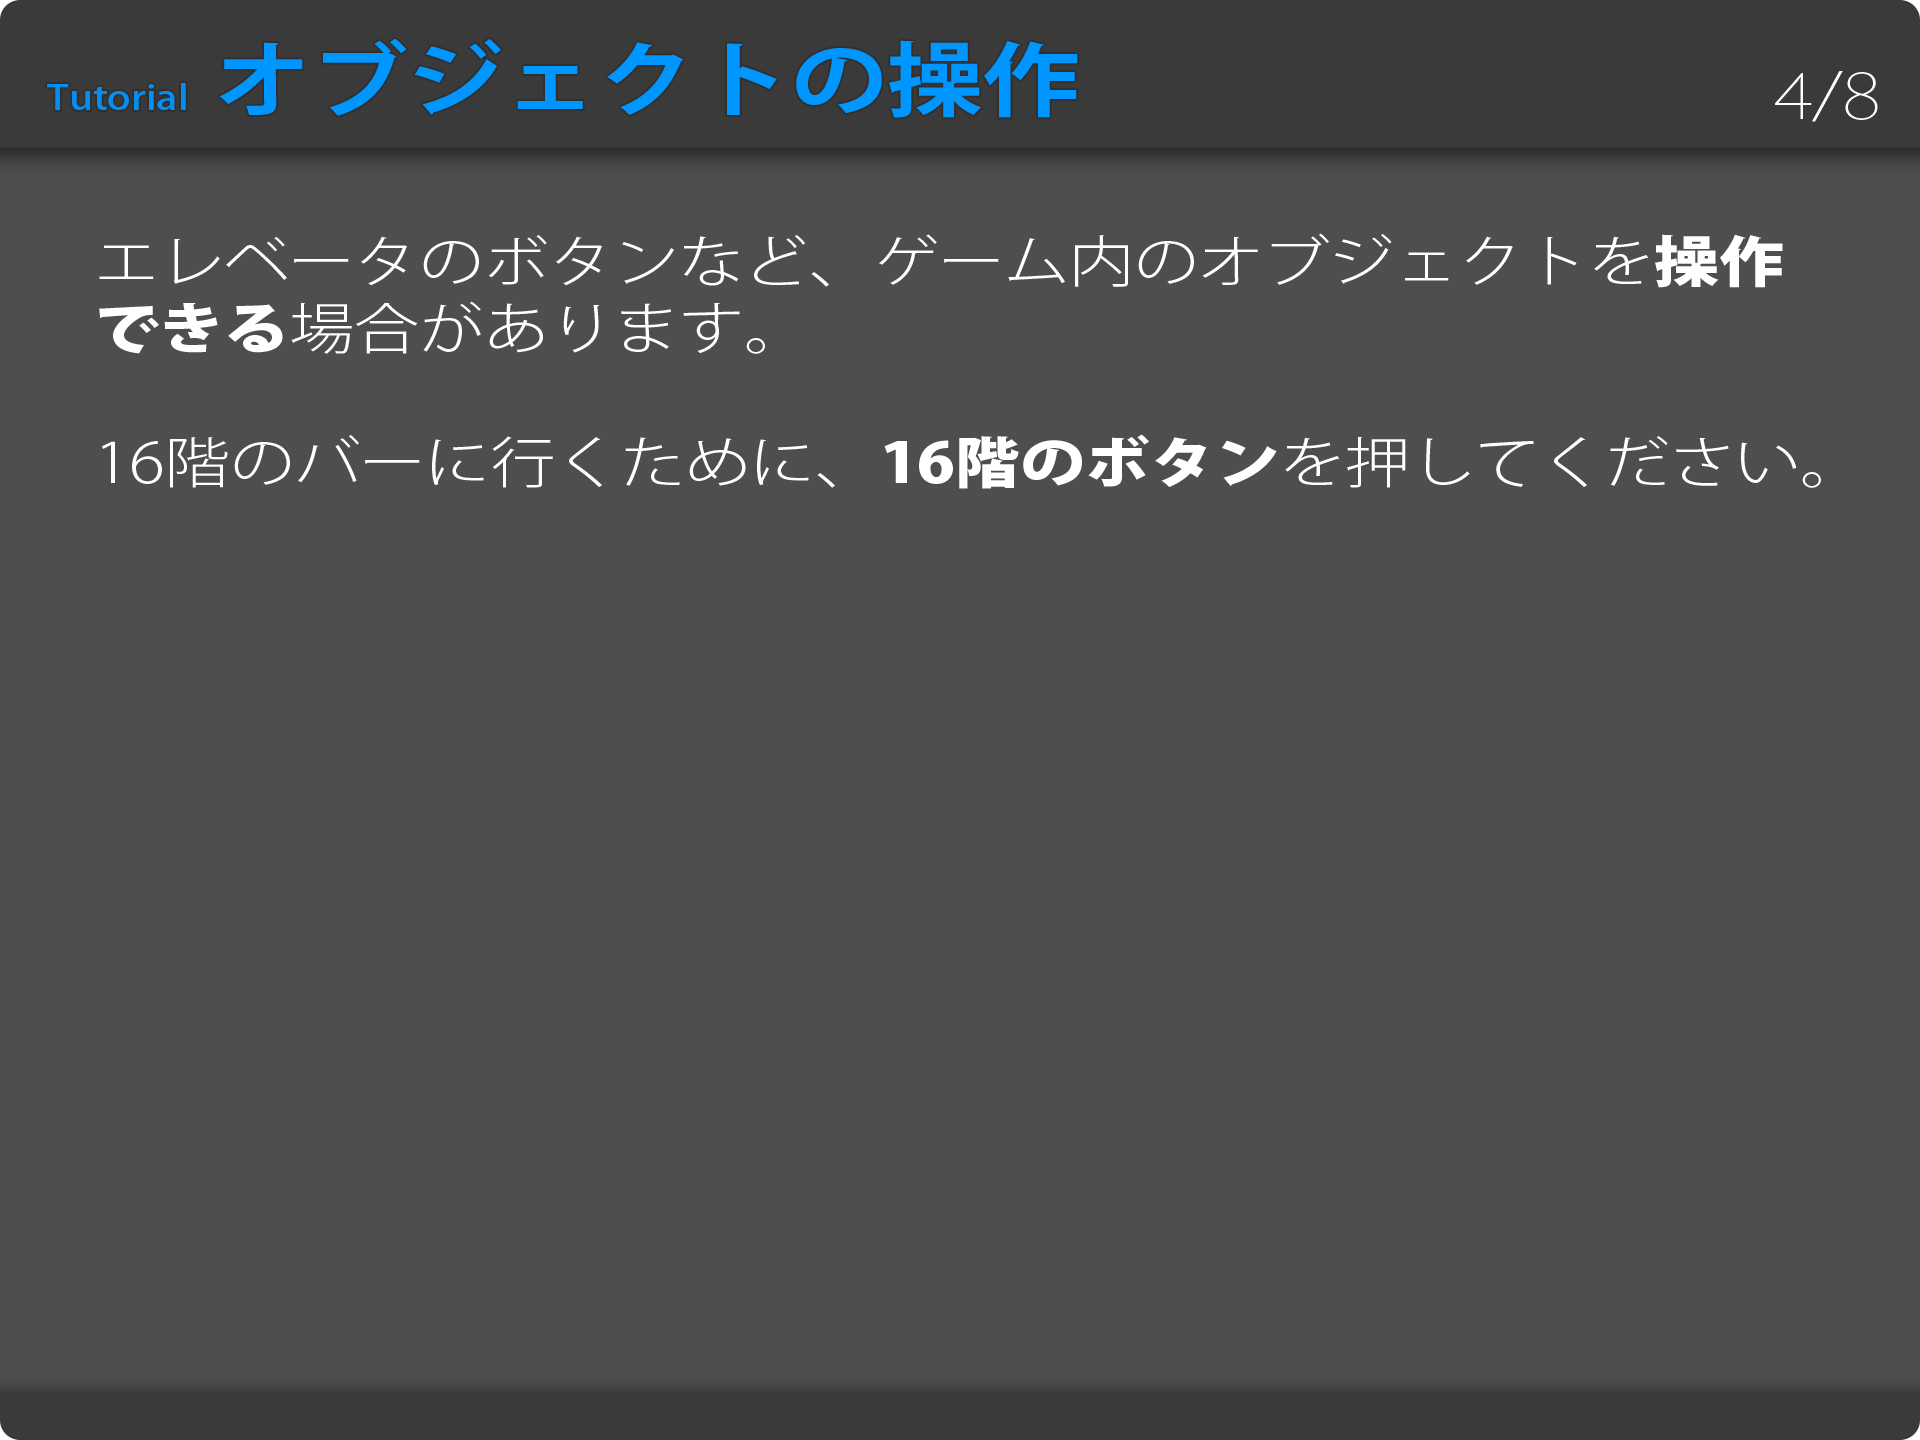 Tutorial オブジェクトの操作 4/8
エレベータのボタンなど、ゲーム内のオブジェクトを操作
できる場合があります。
16階のバーに行くために、16階のボタンを押してください。